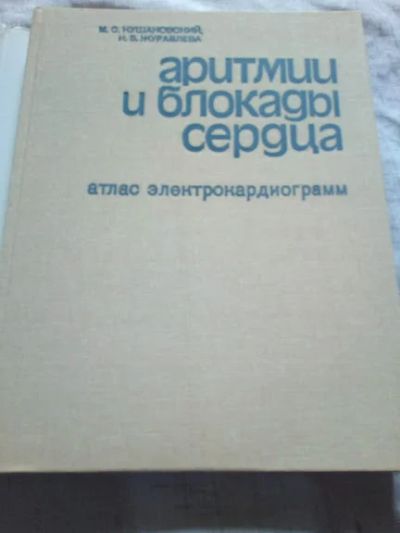 М. С. КУШАКОВСКИЙ,
Н. Б. ЖУРАВЛЕВА
аритмии
и блокады
сердца
атлас электрокардиограмм